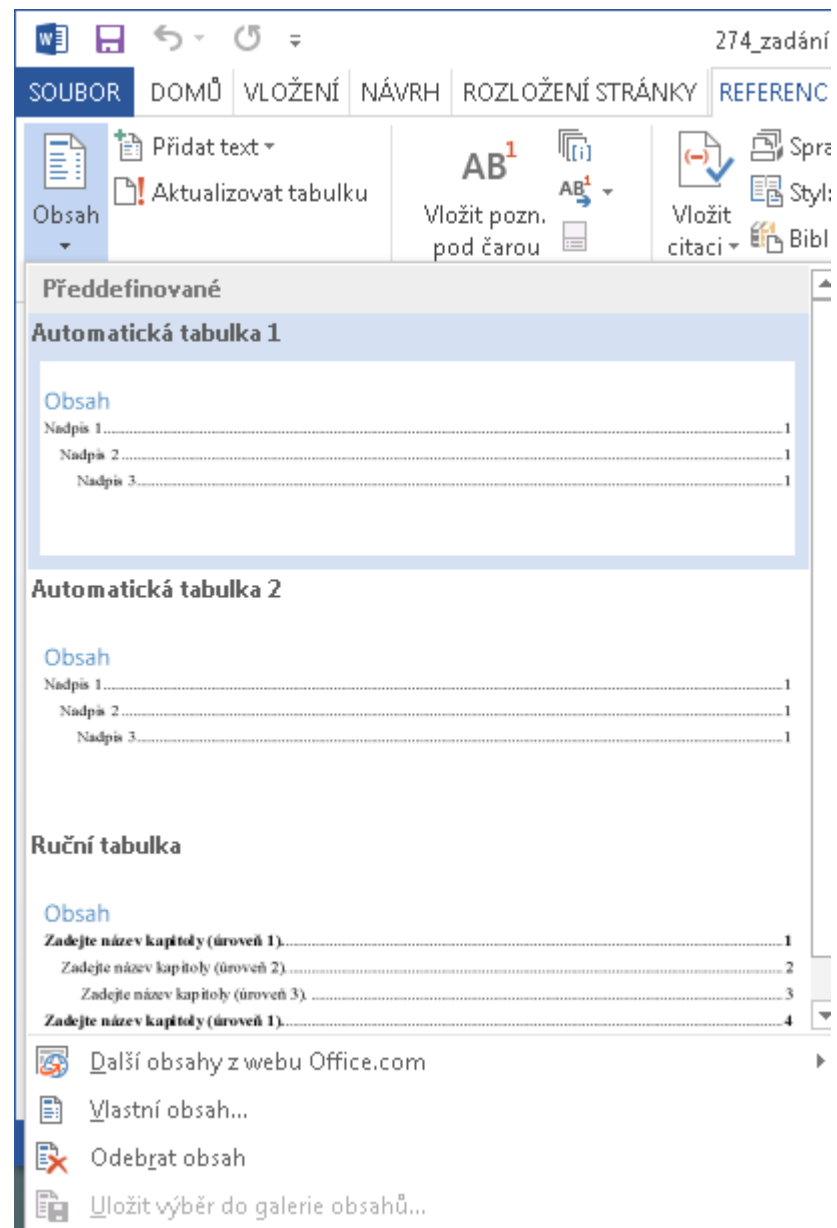 274_zadání
SOUBOR DOMŮ VLOŽENÍ NÁVRH ROZLOŽENÍ STRÁNKY REFERENC
Obsah
Přidat text
Aktualizovat tabulku
AB1
Vložit pozn.
pod čarou
[i]
AB1
(-)
Vložit
citaci
Spra
Styl:
Bibl
Předdefinované
Automatická tabulka 1
Obsah
Nadpis 1.....1
Nadpis 2.....1
Nadpis 3.....1
Automatická tabulka 2
Obsah
Nadpis 1.....1
Nadpis 2.....1
Nadpis 3.....1
Ruční tabulka
Obsah
Zadejte název kapitoly (úroveň 1).....1
Zadejte název kapitoly (úroveň 2).....2
Zadejte název kapitoly (úroveň 3).....3
Zadejte název kapitoly (úroveň 1).....4
Další obsahy z webu Office.com
Vlastní obsah...
Odebrat obsah
Uložit výběr do galerie obsahů...